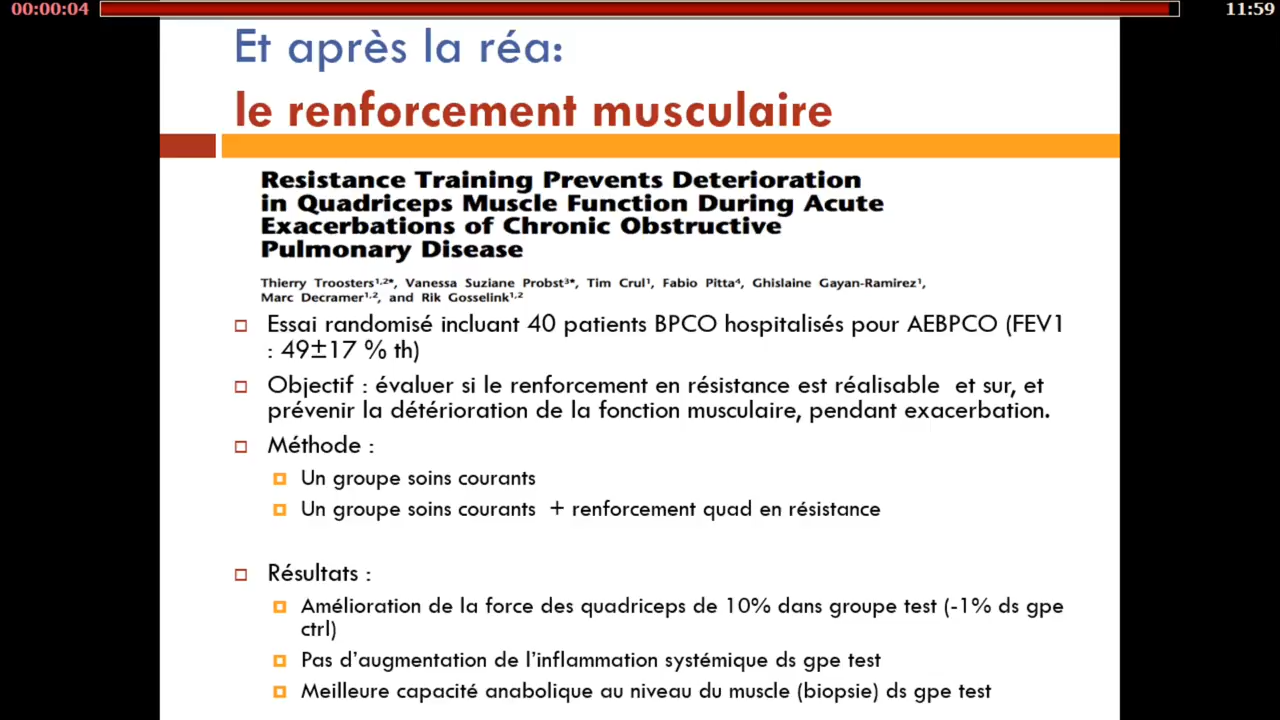 00:00:04
11:59
Et après la réa:
le renforcement musculaire
Resistance Training Prevents Deterioration
in Quadriceps Muscle Function During Acute
Exacerbations of Chronic Obstructive
Pulmonary Disease
Thierry Troosters¹,²*, Vanessa Suziane Probst³*, Tim Crul¹, Fabio Pitta⁴, Ghislaine Gayan-Ramirez¹,
Marc Decramer¹,², and Rik Gosselink¹,²
Essai randomisé incluant 40 patients BPCO hospitalisés pour AEBPCO (FEV1
: 49±17 % th)
Objectif : évaluer si le renforcement en résistance est réalisable et sur, et
prévenir la détérioration de la fonction musculaire, pendant exacerbation.
Méthode :
Un groupe soins courants
Un groupe soins courants + renforcement quad en résistance
Résultats :
Amélioration de la force des quadriceps de 10% dans groupe test (-1% ds gpe
ctrl)
Pas d'augmentation de l'inflammation systémique ds gpe test
Meilleure capacité anabolique au niveau du muscle (biopsie) ds gpe test